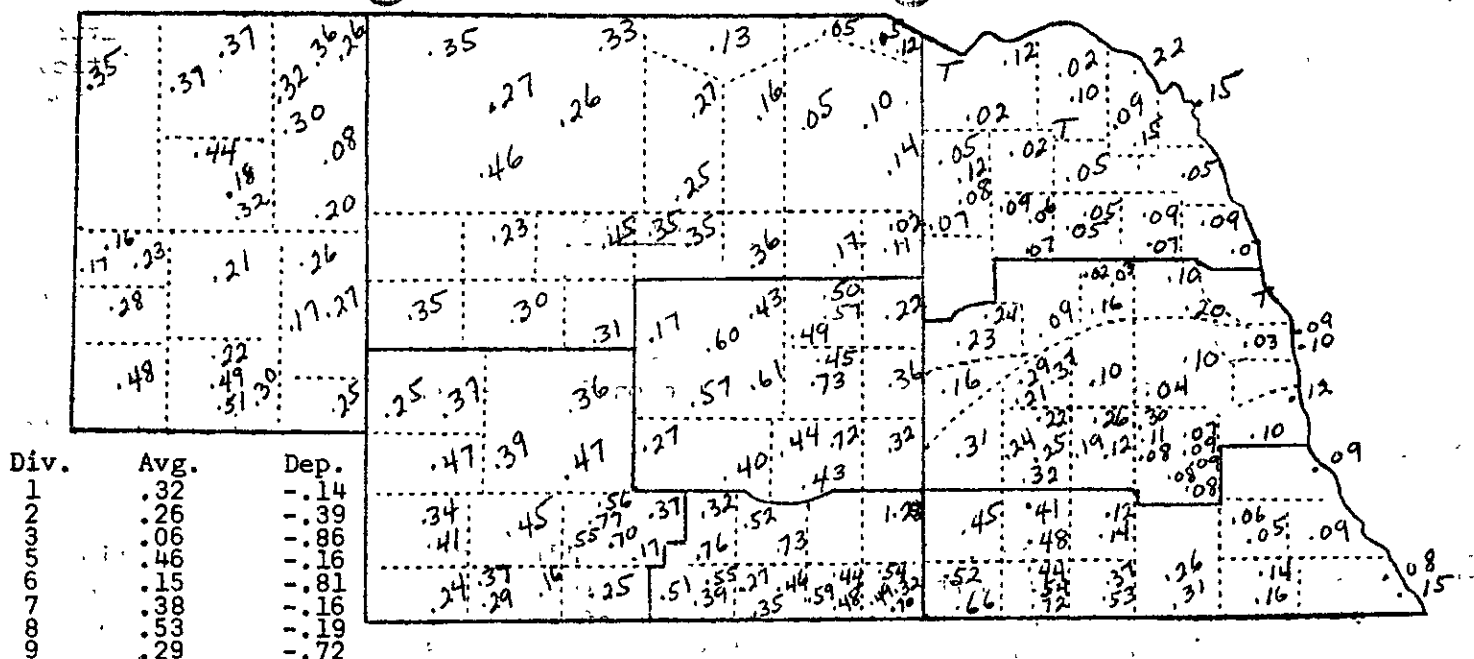 .35 .33 .13 .05 .05 .12
.37 .36 .26
.35 .37 .32
.27 .26 .27 .16 .05 .10
T .12 .02 .22
.02 .10 .09 .15
.30 .08
.44 .18 .32 .20
.46 .25 .14
.05 .12 .08 .02 T .05 .15 .05
.07 .09 .06 .05 .05 .09 .09
.07 .07
.23 .45 .35 .35 .36 .17 .02 .11
.16 .17 .23 .21 .26
.28 .17 .27
.35 .30 .31 .17 .60 .43 .50 .57 .49 .22
.02 .03 .10 T
.23 .24 .09 .16 .20 .03 .09 .10
.48 .22 .49 .51 .30 .25
.25 .37 .36 .57 .61 .45 .73 .36
.16 .29 .21 .10 .04 .10 .12
.47 .39 .47 .27 .40 .44 .72 .43 .32
.31 .24 .22 .25 .32 .19 .26 .12 .30 .11 .08 .07 .09 .09 .08 .08 .10 .09
.34 .41 .45 .56 .77 .55 .70 .37 .17 .32 .76 .52 .73
.45 .41 .48 .12 .14 .06 .05 .09
.24 .37 .29 .16 .25 .51 .55 .39 .27 .35 .46 .59 .44 .48 .54
.52 .66 .44 .54 .72 .37 .53 .26 .31 .14 .16 .08 .15
Div. Avg. Dep.
1 .32 -.14
2 .26 -.39
3 .06 -.86
5 .46 -.16
6 .15 -.81
7 .38 -.16
8 .53 -.19
9 .29 -.72